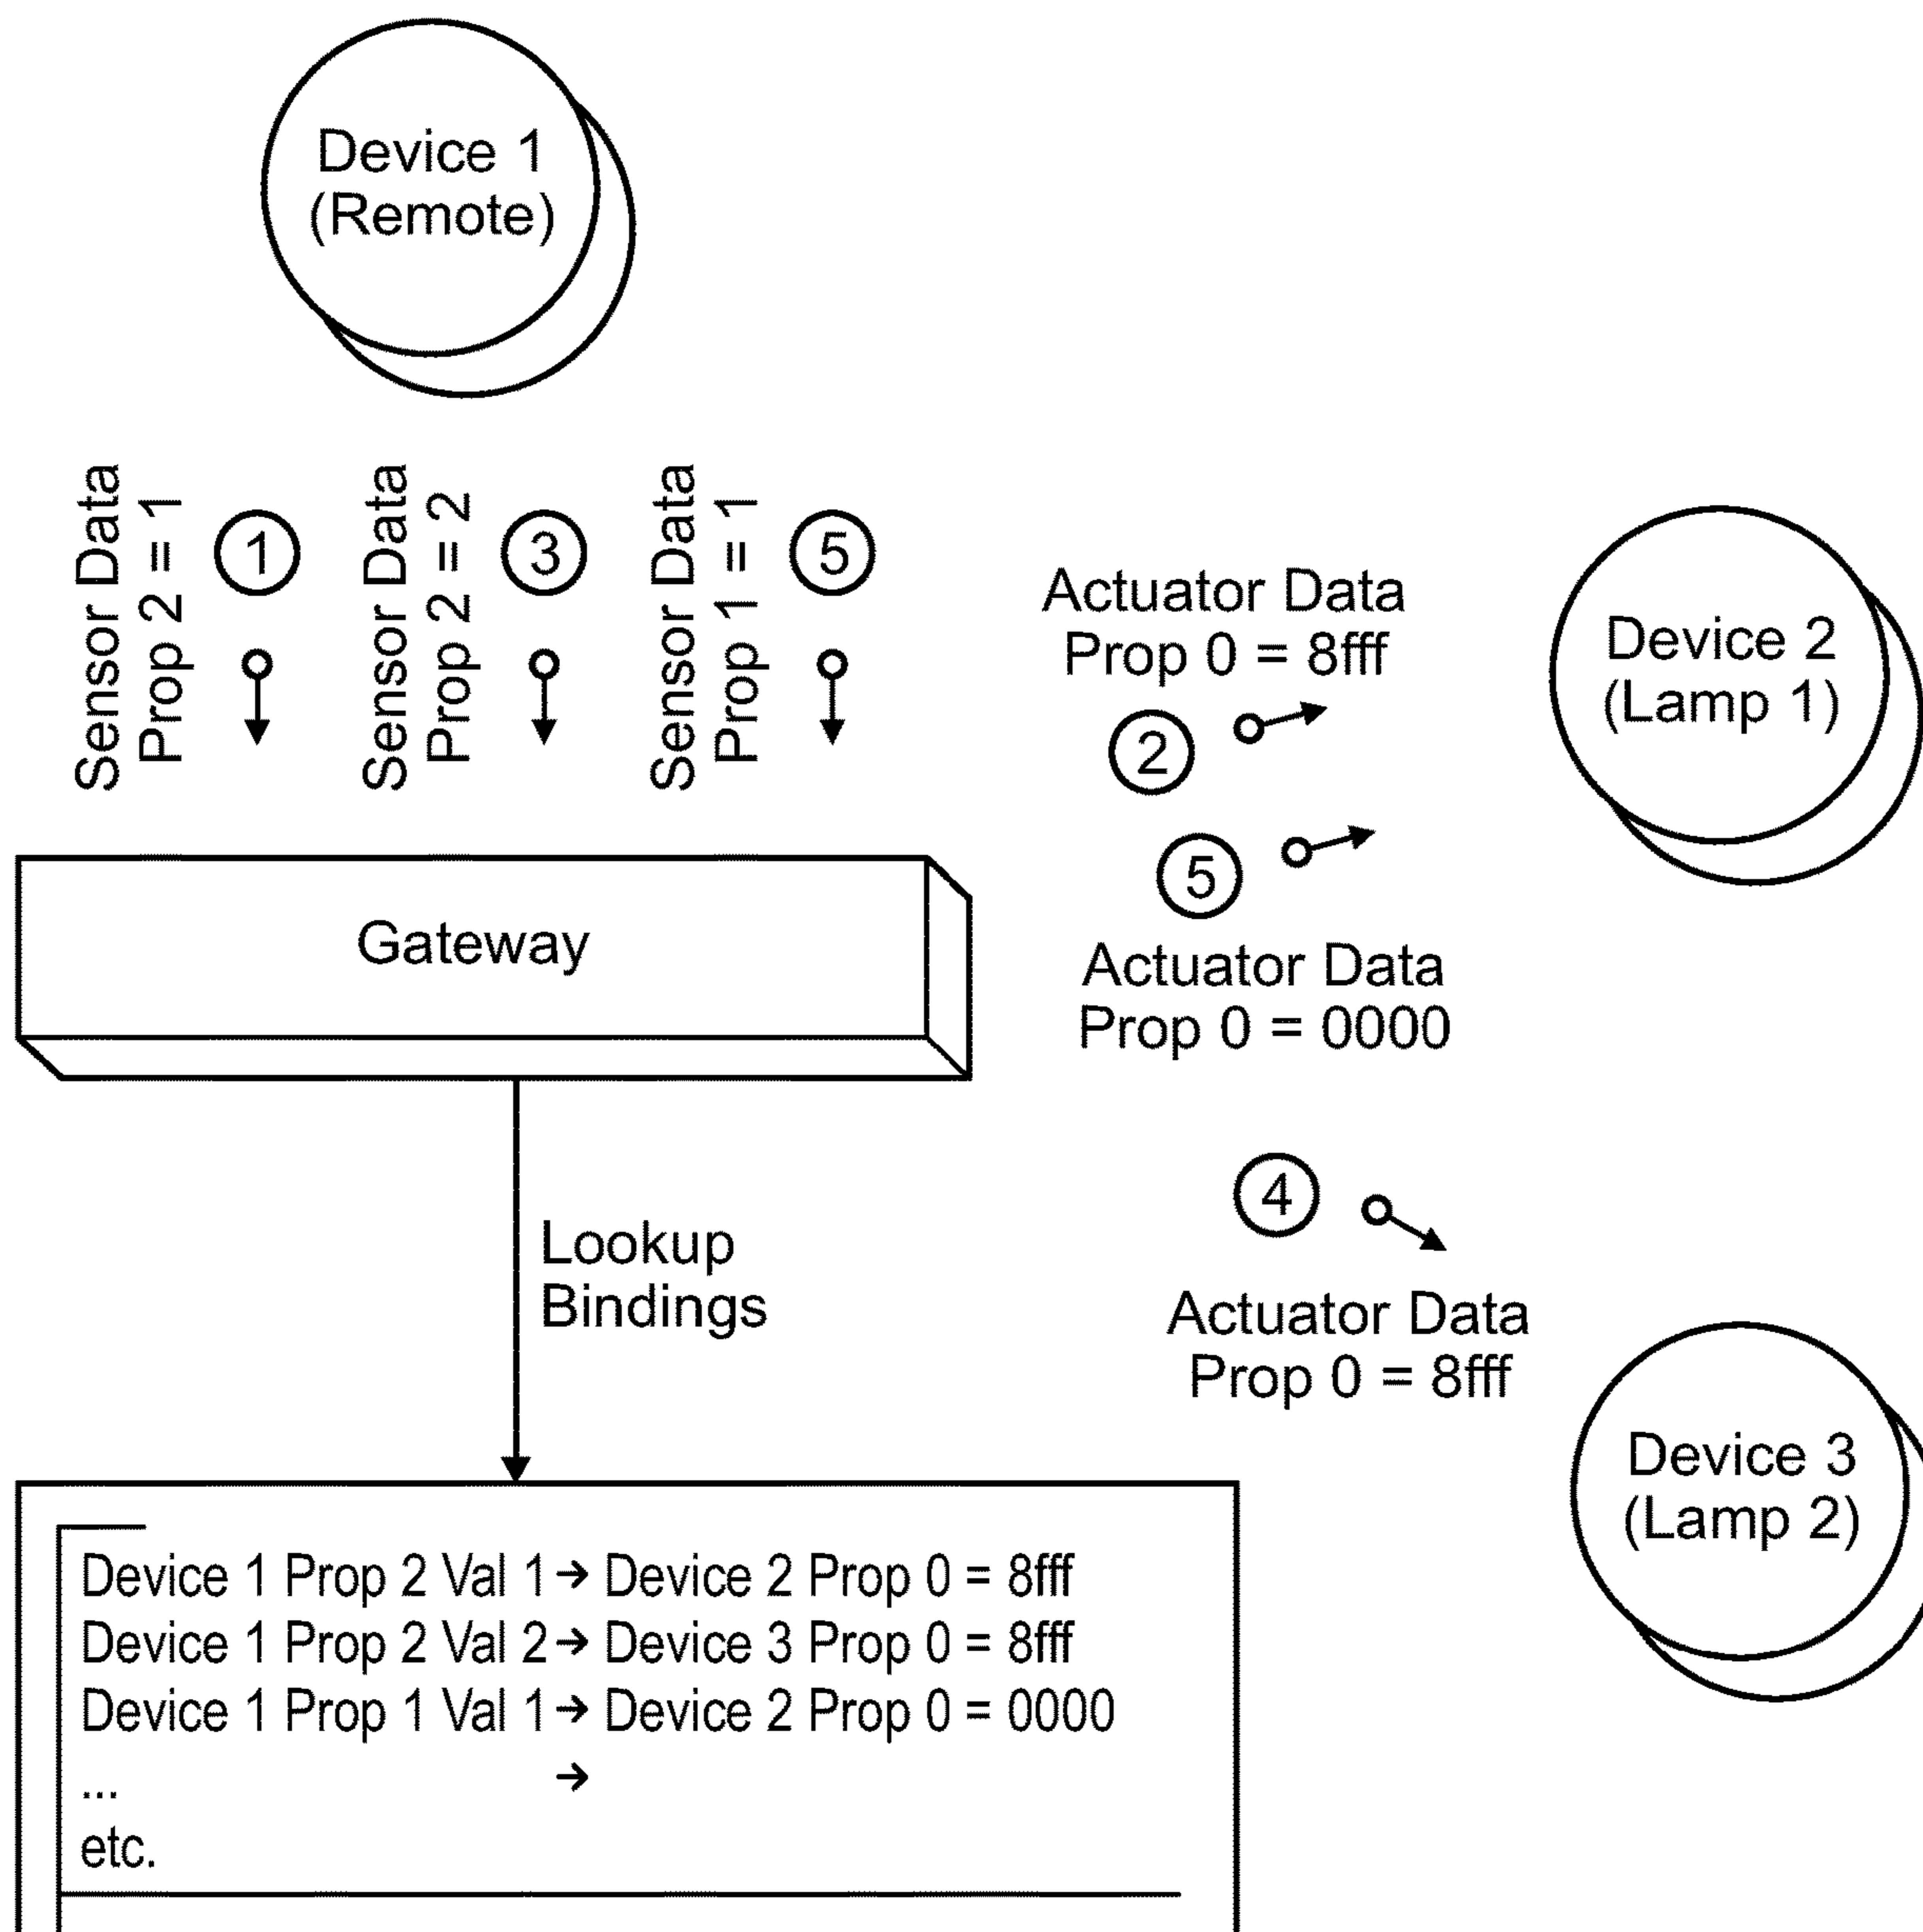 Device 1
(Remote)
Sensor Data
Prop 2 = 1
1
Sensor Data
Prop 2 = 2
3
Sensor Data
Prop 1 = 1
5
Actuator Data
Prop 0 = 8fff
2
Device 2
(Lamp 1)
5
Actuator Data
Prop 0 = 0000
Gateway
4
Actuator Data
Prop 0 = 8fff
Lookup
Bindings
Device 3
(Lamp 2)
Device 1 Prop 2 Val 1→ Device 2 Prop 0 = 8fff
Device 1 Prop 2 Val 2→ Device 3 Prop 0 = 8fff
Device 1 Prop 1 Val 1→ Device 2 Prop 0 = 0000
... →
etc.